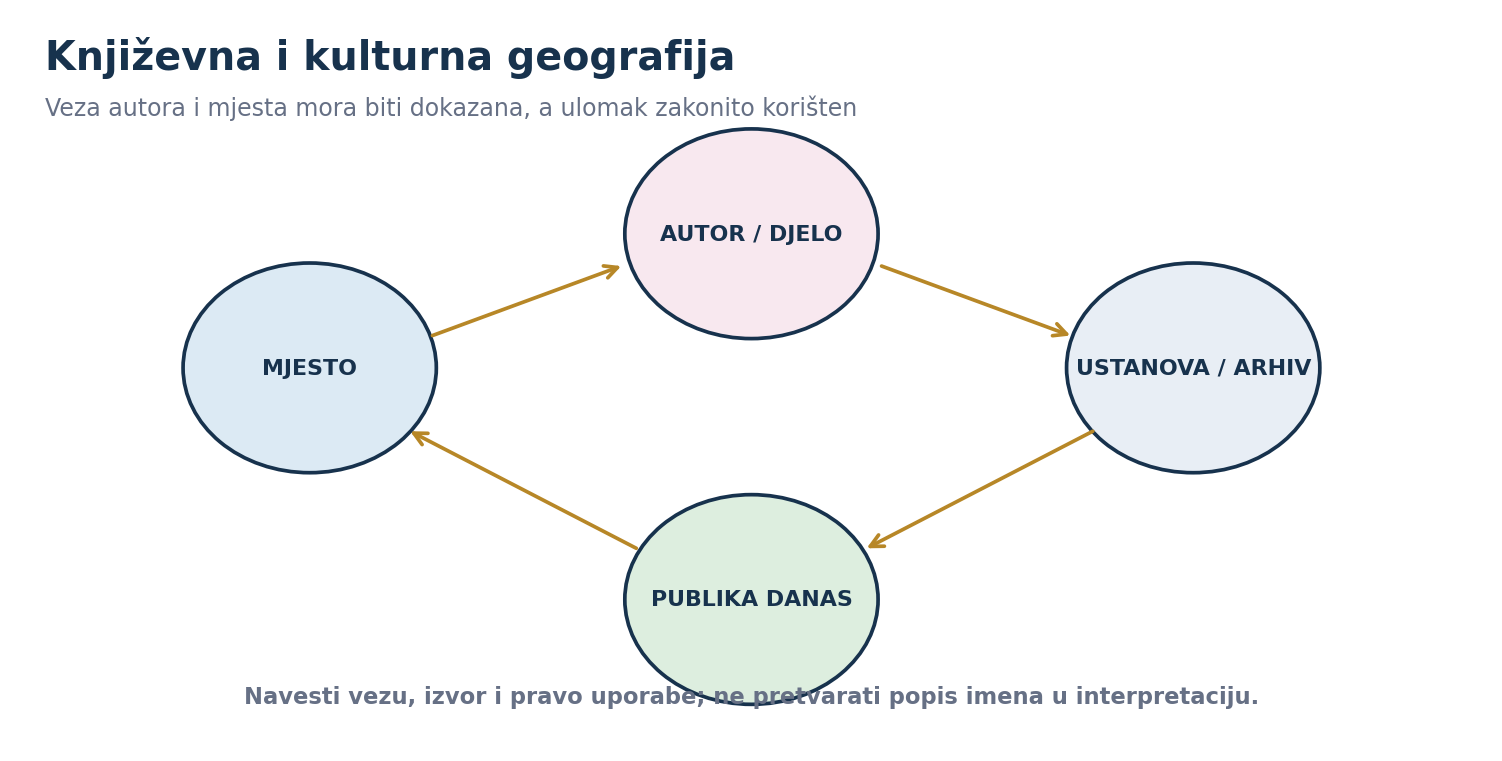 Književna i kulturna geografija
Veza autora i mjesta mora biti dokazana, a ulomak zakonito korišten
AUTOR / DJELO
MJESTO
USTANOVA / ARHIV
PUBLIKA DANAS
Navesti vezu, izvor i pravo uporabe; ne pretvarati popis imena u interpretaciju.